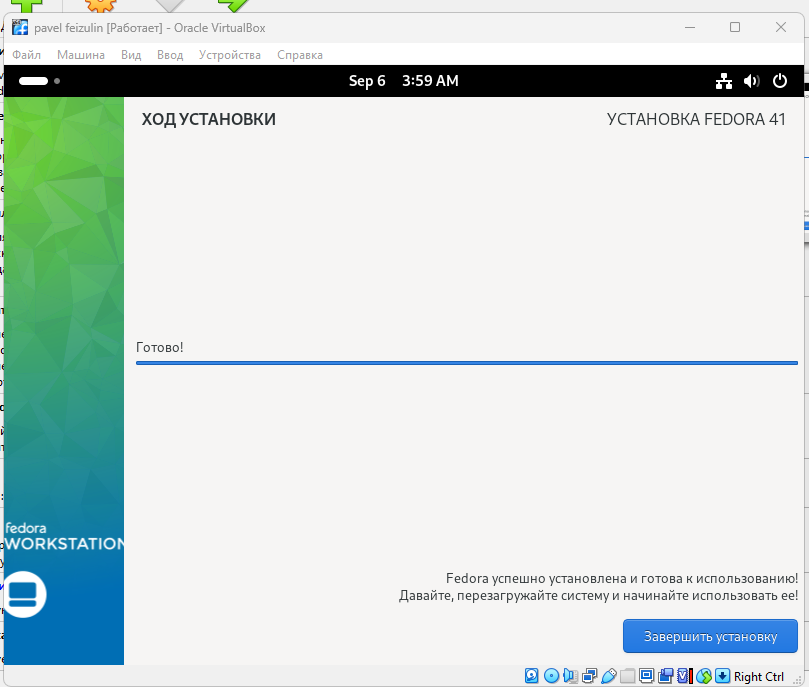 pavel feizulin [Работает] - Oracle VirtualBox
Файл Машина Вид Ввод Устройства Справка
Sep 6 3:59 AM
ХОД УСТАНОВКИ
УСТАНОВКА FEDORA 41
Готово!
fedora
WORKSTATION
Fedora успешно установлена и готова к использованию!
Давайте, перезагружайте систему и начинайте использовать ее!
Завершить установку
Right Ctrl